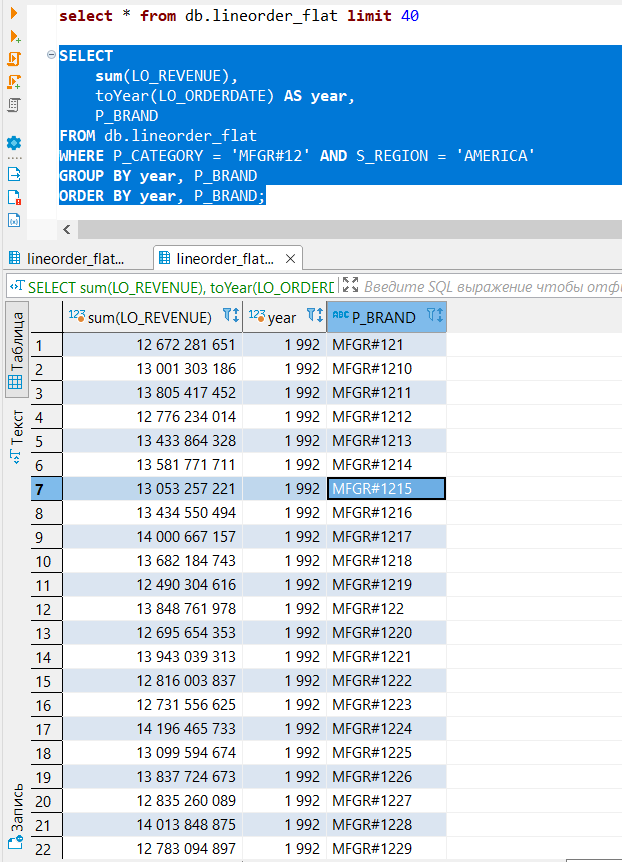 select * from db.lineorder_flat limit 40
SELECT
sum(LO_REVENUE),
toYear(LO_ORDERDATE) AS year,
P_BRAND
FROM db.lineorder_flat
WHERE P_CATEGORY = 'MFGR#12' AND S_REGION = 'AMERICA'
GROUP BY year, P_BRAND
ORDER BY year, P_BRAND;
lineorder_flat... lineorder_flat...
SELECT sum(LO_REVENUE), toYear(LO_ORDERD Введите SQL выражение чтобы отфи
Таблица
Текст
Запись
123 sum(LO_REVENUE) 123 year ABC P_BRAND
1 12 672 281 651 1 992 MFGR#121
2 13 001 303 186 1 992 MFGR#1210
3 13 805 417 452 1 992 MFGR#1211
4 12 776 234 014 1 992 MFGR#1212
5 13 433 864 328 1 992 MFGR#1213
6 13 581 771 711 1 992 MFGR#1214
7 13 053 257 221 1 992 MFGR#1215
8 13 434 550 494 1 992 MFGR#1216
9 14 000 667 157 1 992 MFGR#1217
10 13 682 184 743 1 992 MFGR#1218
11 12 490 304 616 1 992 MFGR#1219
12 13 848 761 978 1 992 MFGR#122
13 12 695 654 353 1 992 MFGR#1220
14 13 943 039 313 1 992 MFGR#1221
15 12 816 003 837 1 992 MFGR#1222
16 12 731 556 625 1 992 MFGR#1223
17 14 196 465 733 1 992 MFGR#1224
18 13 099 594 674 1 992 MFGR#1225
19 13 837 724 673 1 992 MFGR#1226
20 12 835 260 089 1 992 MFGR#1227
21 14 013 848 875 1 992 MFGR#1228
22 12 783 094 897 1 992 MFGR#1229